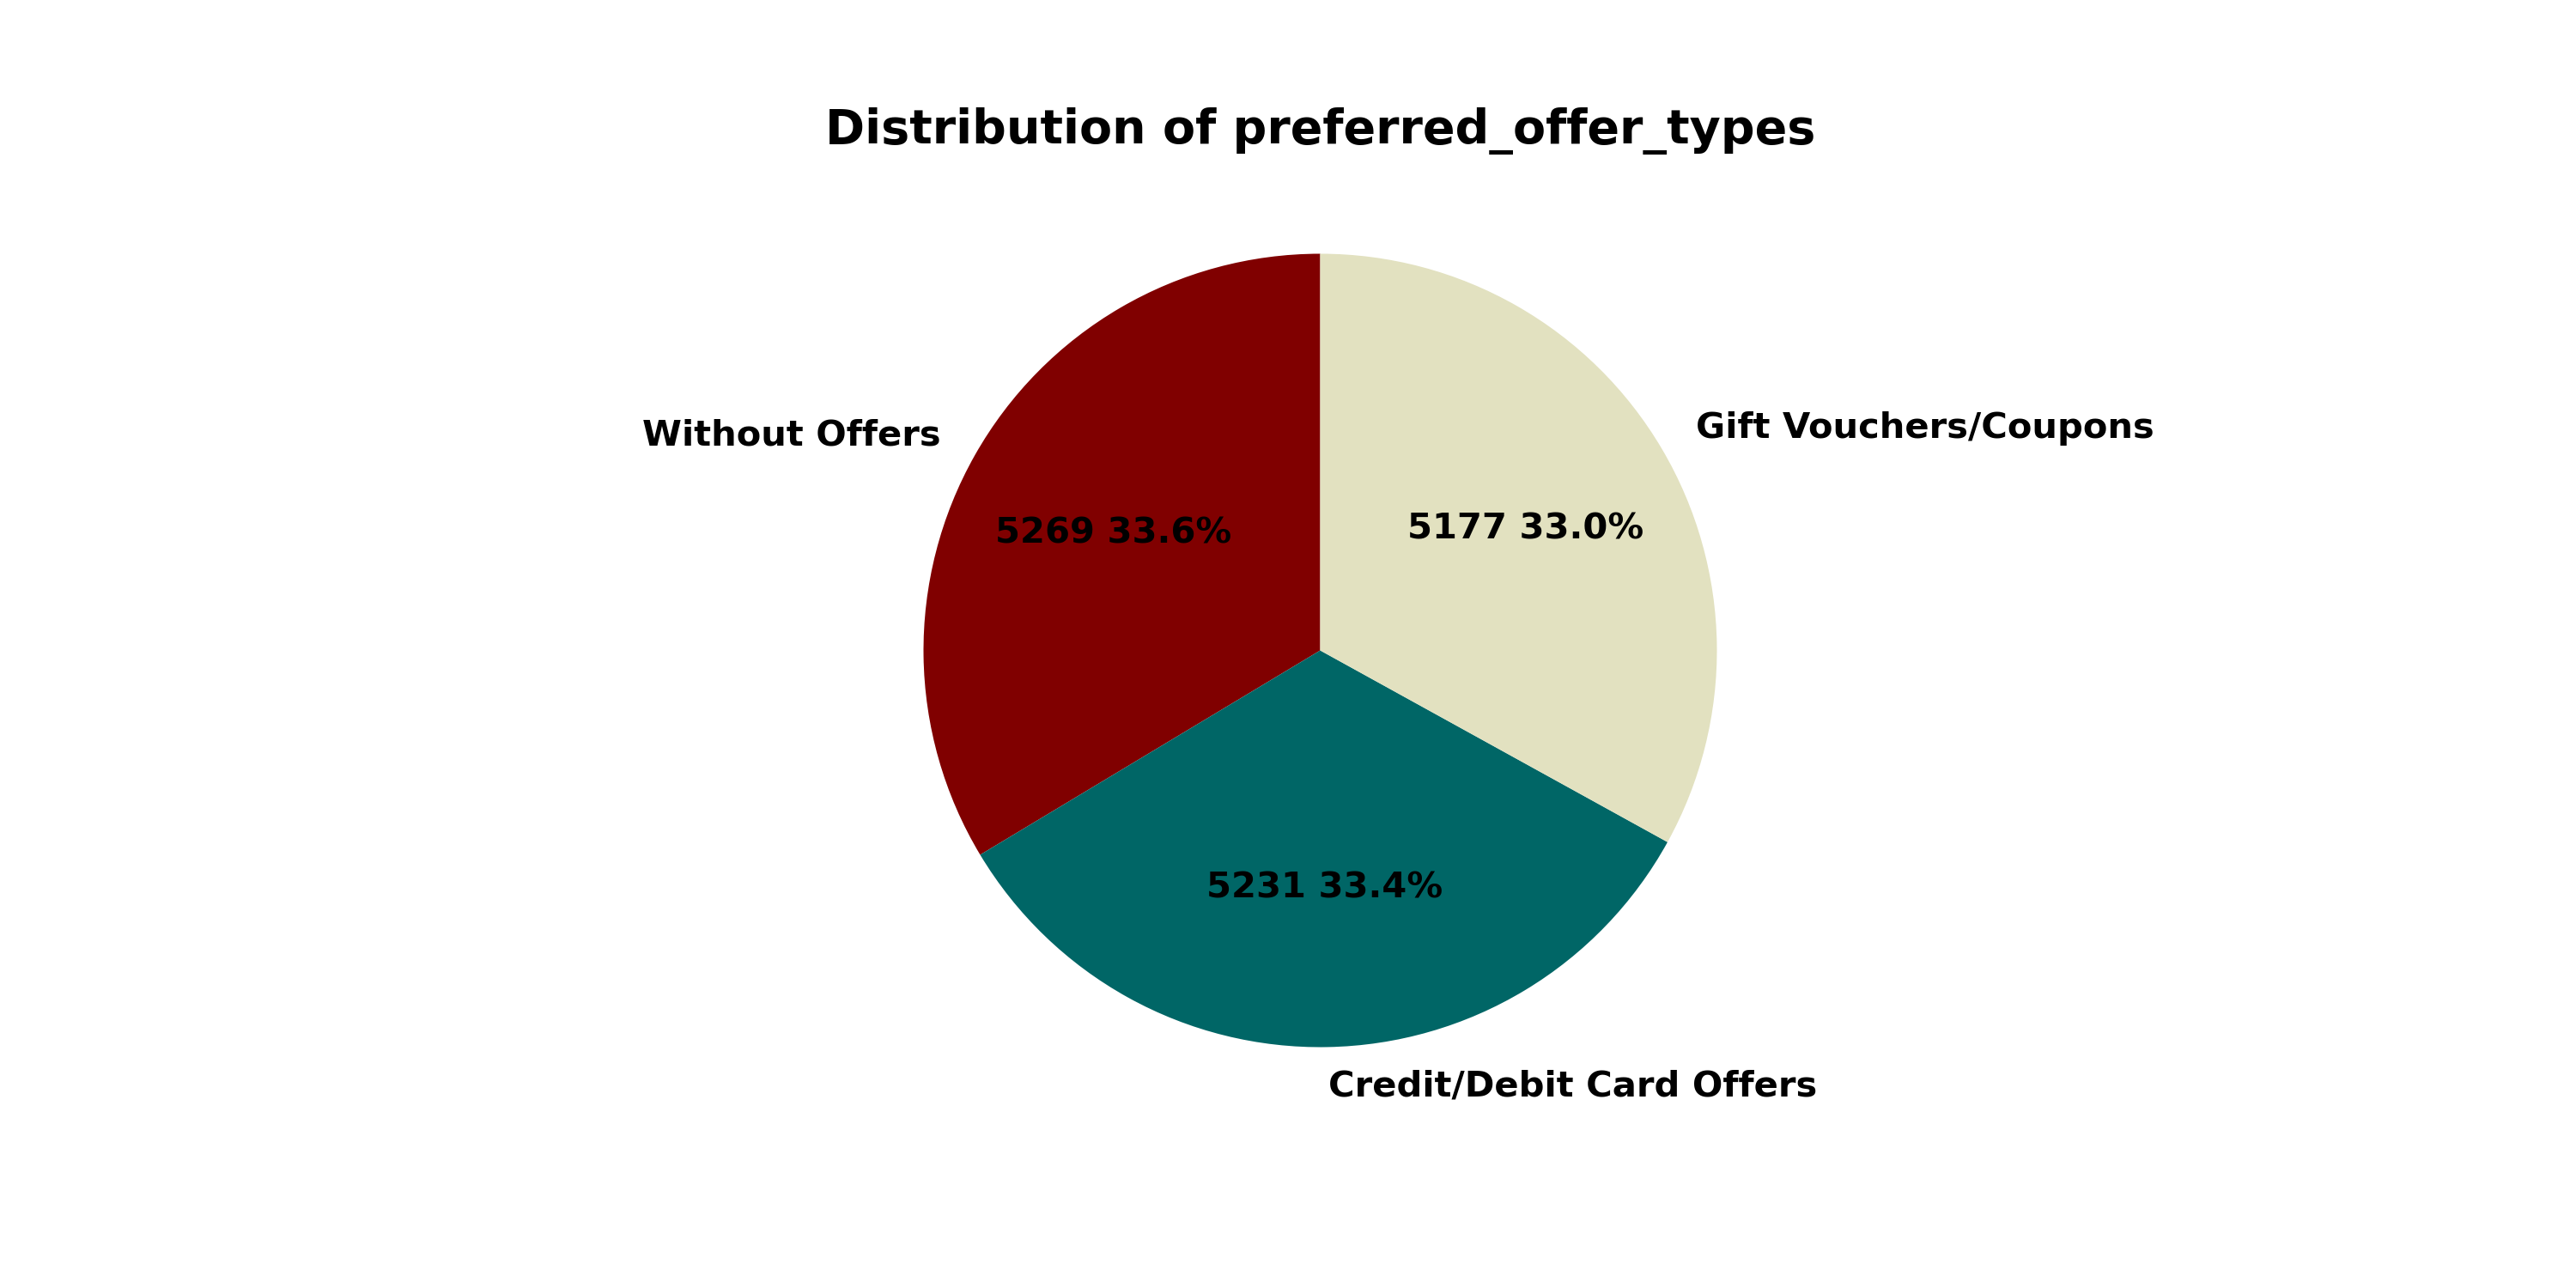 Distribution of preferred_offer_types
Gift Vouchers/Coupons
Without Offers
5177 33.0%
5269 33.6%
5231 33.4%
Credit/Debit Card Offers